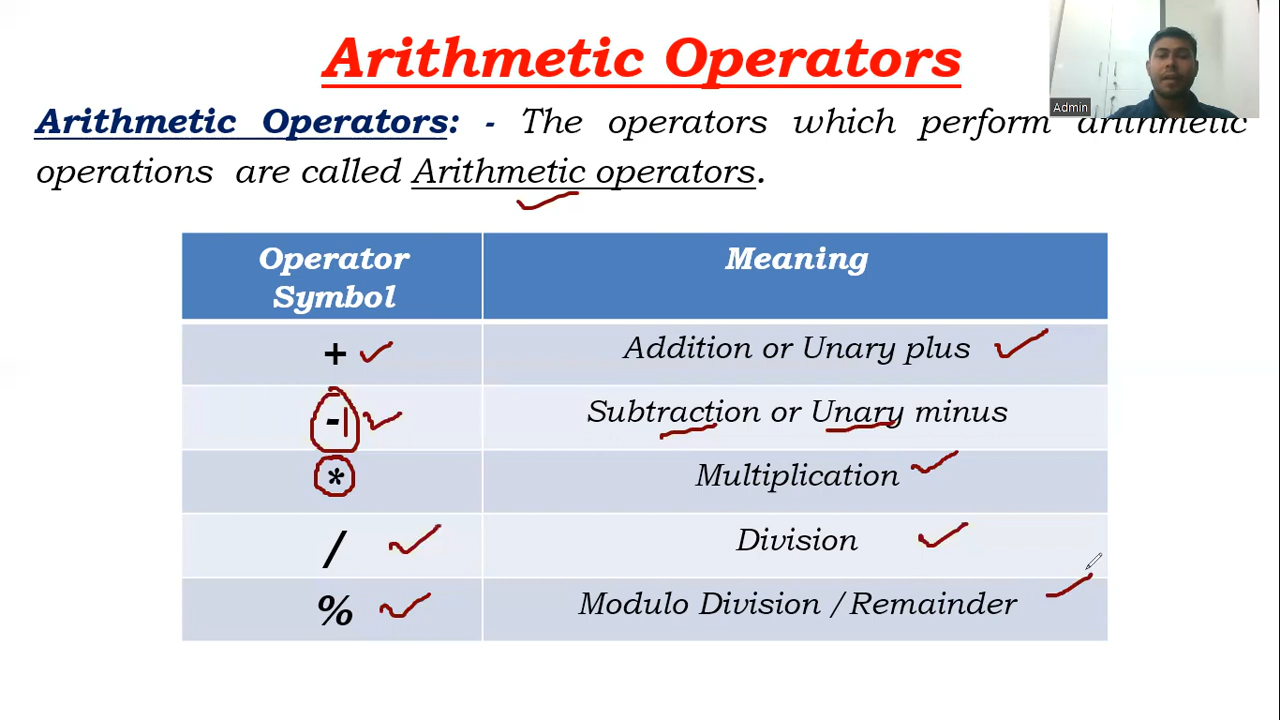 Arithmetic Operators
Admin
Arithmetic Operators: - The operators which perform arithmetic
operations are called Arithmetic operators.
Operator Symbol Meaning
+ Addition or Unary plus
- Subtraction or Unary minus
* Multiplication
/ Division
% Modulo Division / Remainder